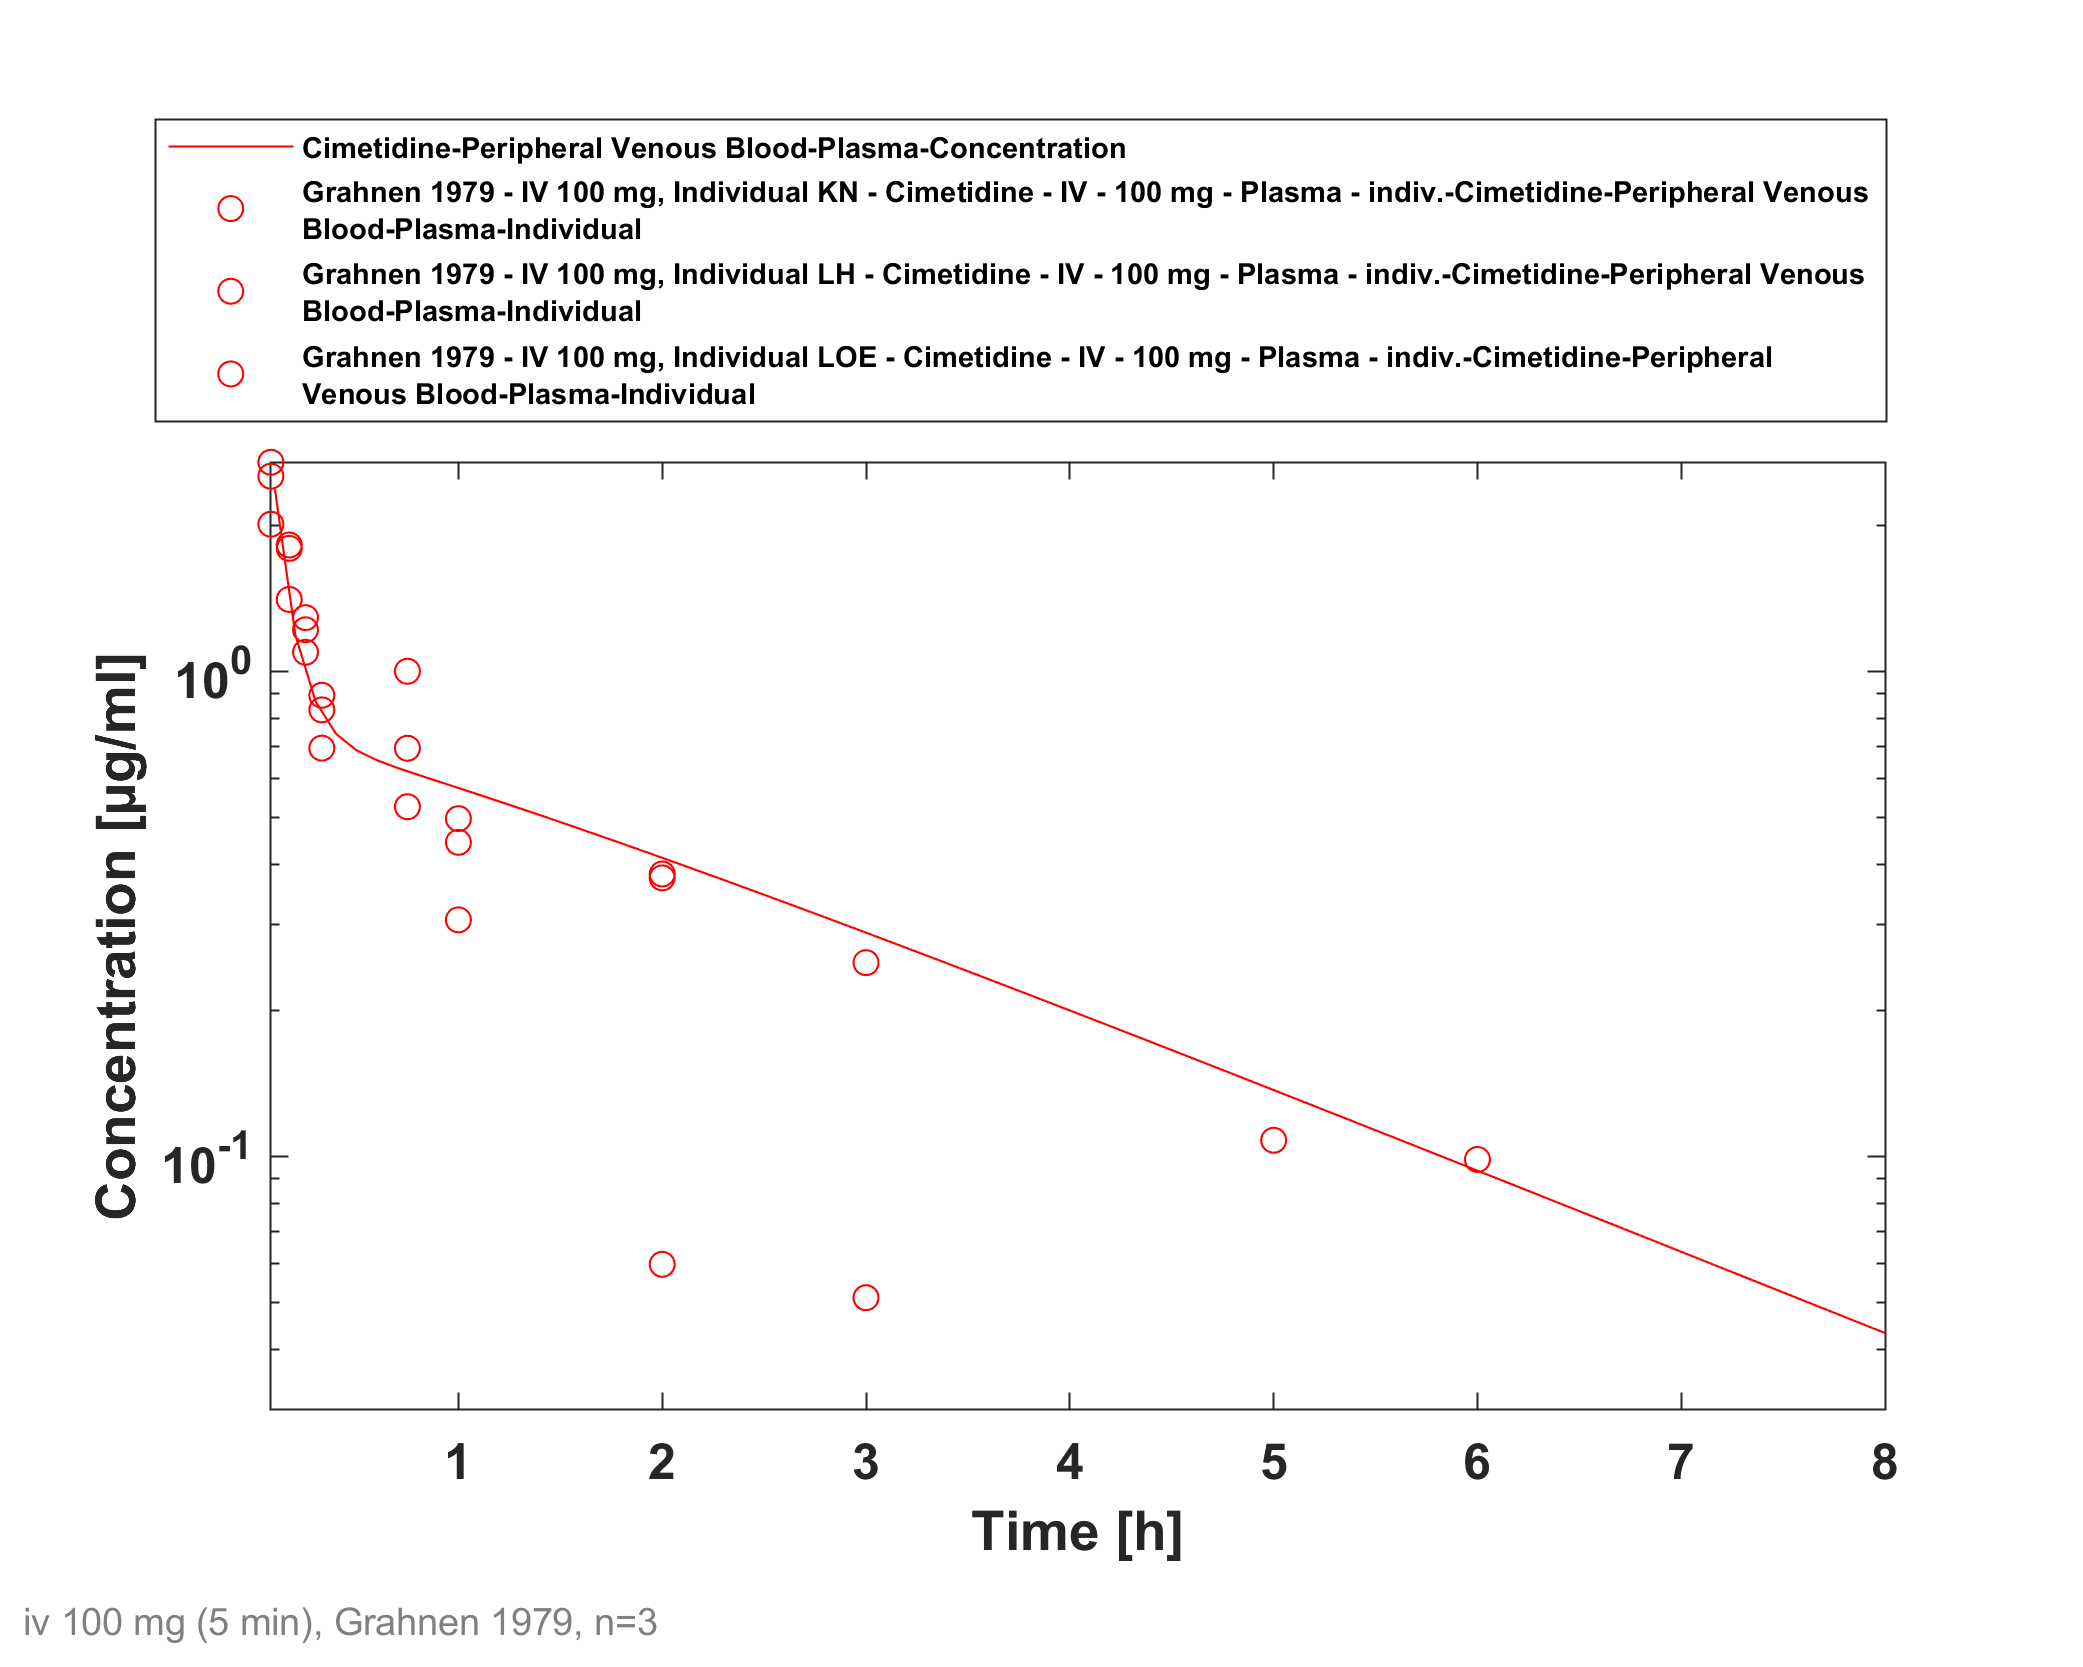 Cimetidine-Peripheral Venous Blood-Plasma-Concentration
Grahnen 1979 - IV 100 mg, Individual KN - Cimetidine - IV - 100 mg - Plasma - indiv.-Cimetidine-Peripheral Venous
Blood-Plasma-Individual
Grahnen 1979 - IV 100 mg, Individual LH - Cimetidine - IV - 100 mg - Plasma - indiv.-Cimetidine-Peripheral Venous
Blood-Plasma-Individual
Grahnen 1979 - IV 100 mg, Individual LOE - Cimetidine - IV - 100 mg - Plasma - indiv.-Cimetidine-Peripheral
Venous Blood-Plasma-Individual
Concentration [µg/ml]
10^0
10^-1
1 2 3 4 5 6 7 8
Time [h]
iv 100 mg (5 min), Grahnen 1979, n=3